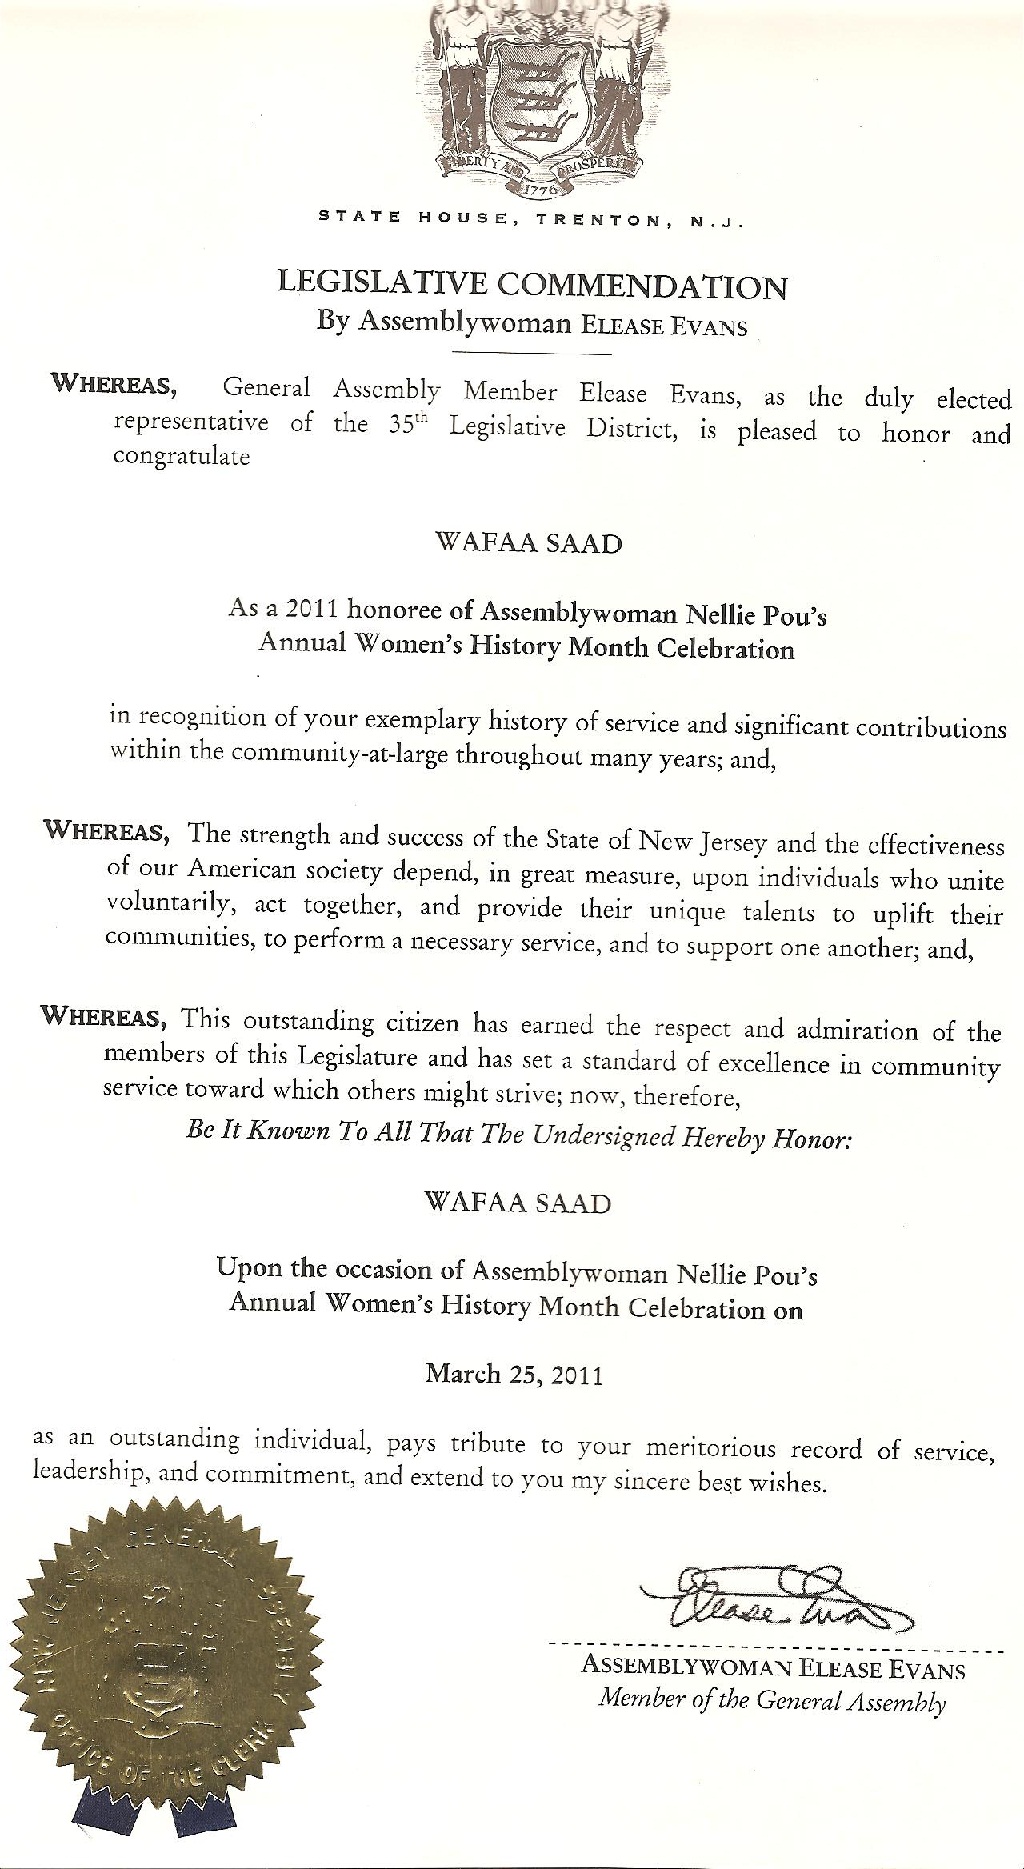 LIBERTY AND PROSPERITY
1776
STATE HOUSE, TRENTON, N.J.
LEGISLATIVE COMMENDATION
By Assemblywoman ELEASE EVANS
WHEREAS, General Assembly Member Elease Evans, as the duly elected
representative of the 35th Legislative District, is pleased to honor and
congratulate
WAFAA SAAD
As a 2011 honoree of Assemblywoman Nellie Pou's
Annual Women's History Month Celebration
in recognition of your exemplary history of service and significant contributions
within the community-at-large throughout many years; and,
WHEREAS, The strength and success of the State of New Jersey and the effectiveness
of our American society depend, in great measure, upon individuals who unite
voluntarily, act together, and provide their unique talents to uplift their
communities, to perform a necessary service, and to support one another; and,
WHEREAS, This outstanding citizen has earned the respect and admiration of the
members of this Legislature and has set a standard of excellence in community
service toward which others might strive; now, therefore,
Be It Known To All That The Undersigned Hereby Honor:
WAFAA SAAD
Upon the occasion of Assemblywoman Nellie Pou's
Annual Women's History Month Celebration on
March 25, 2011
as an outstanding individual, pays tribute to your meritorious record of service,
leadership, and commitment, and extend to you my sincere best wishes.
NEW JERSEY GENERAL ASSEMBLY
OFFICE OF THE CLERK
Elease Evans
ASSEMBLYWOMAN ELEASE EVANS
Member of the General Assembly